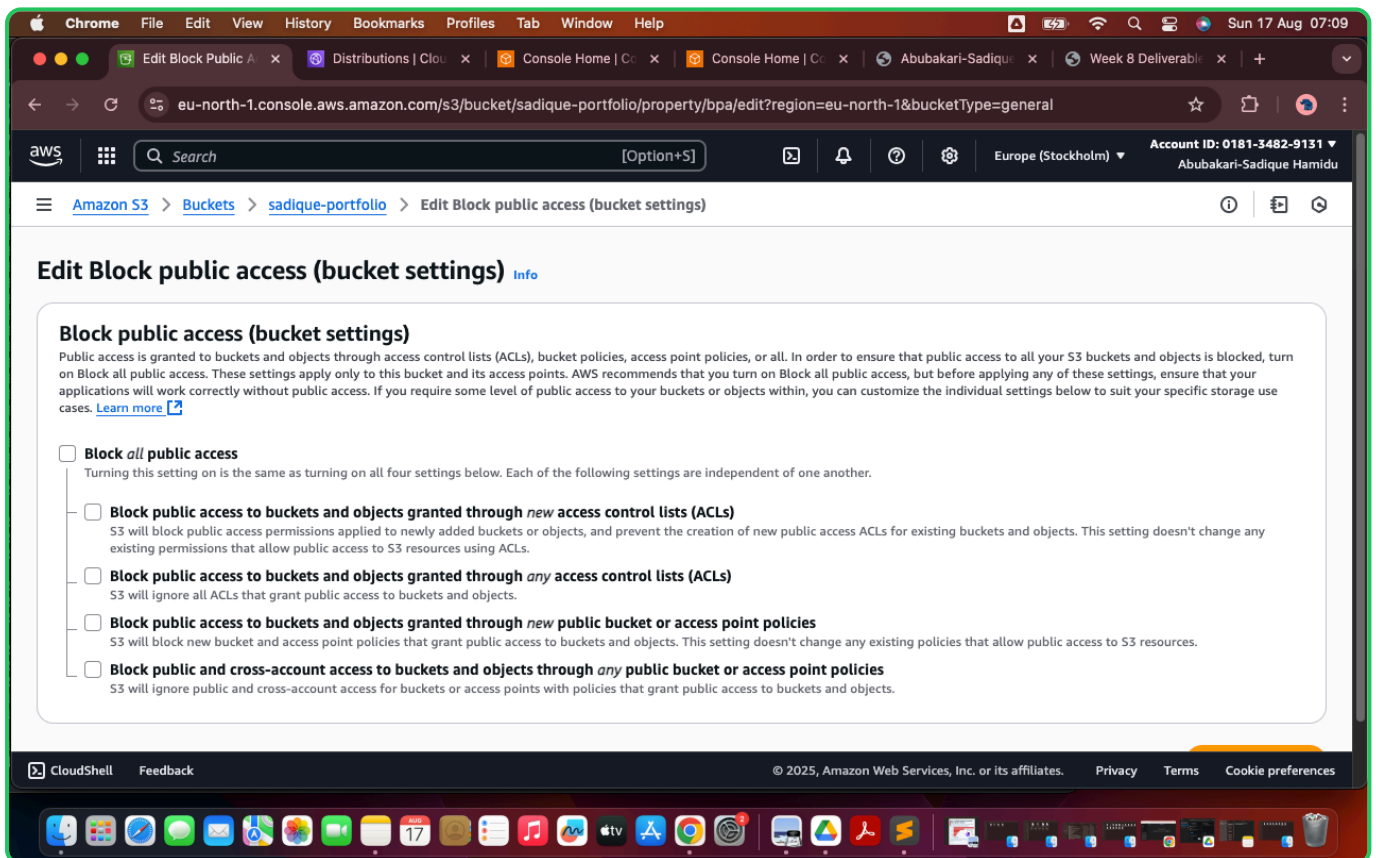 Chrome File Edit View History Bookmarks Profiles Tab Window Help Sun 17 Aug 07:09
Edit Block Public A Distributions | Clou Console Home | Co Console Home | Co Abubakari-Sadique Week 8 Deliverable
eu-north-1.console.aws.amazon.com/s3/bucket/sadique-portfolio/property/bpa/edit?region=eu-north-1&bucketType=general
aws Search [Option+S] Europe (Stockholm) Account ID: 0181-3482-9131
Abubakari-Sadique Hamidu
Amazon S3 > Buckets > sadique-portfolio > Edit Block public access (bucket settings)
Edit Block public access (bucket settings) Info
Block public access (bucket settings)
Public access is granted to buckets and objects through access control lists (ACLs), bucket policies, access point policies, or all. In order to ensure that public access to all your S3 buckets and objects is blocked, turn
on Block all public access. These settings apply only to this bucket and its access points. AWS recommends that you turn on Block all public access, but before applying any of these settings, ensure that your
applications will work correctly without public access. If you require some level of public access to your buckets or objects within, you can customize the individual settings below to suit your specific storage use
cases. Learn more
Block all public access
Turning this setting on is the same as turning on all four settings below. Each of the following settings are independent of one another.
Block public access to buckets and objects granted through new access control lists (ACLs)
S3 will block public access permissions applied to newly added buckets or objects, and prevent the creation of new public access ACLs for existing buckets and objects. This setting doesn't change any
existing permissions that allow public access to S3 resources using ACLs.
Block public access to buckets and objects granted through any access control lists (ACLs)
S3 will ignore all ACLs that grant public access to buckets and objects.
Block public access to buckets and objects granted through new public bucket or access point policies
S3 will block new bucket and access point policies that grant public access to buckets and objects. This setting doesn't change any existing policies that allow public access to S3 resources.
Block public and cross-account access to buckets and objects through any public bucket or access point policies
S3 will ignore public and cross-account access for buckets or access points with policies that grant public access to buckets and objects.
CloudShell Feedback © 2025, Amazon Web Services, Inc. or its affiliates. Privacy Terms Cookie preferences
AUG
17
tv
2